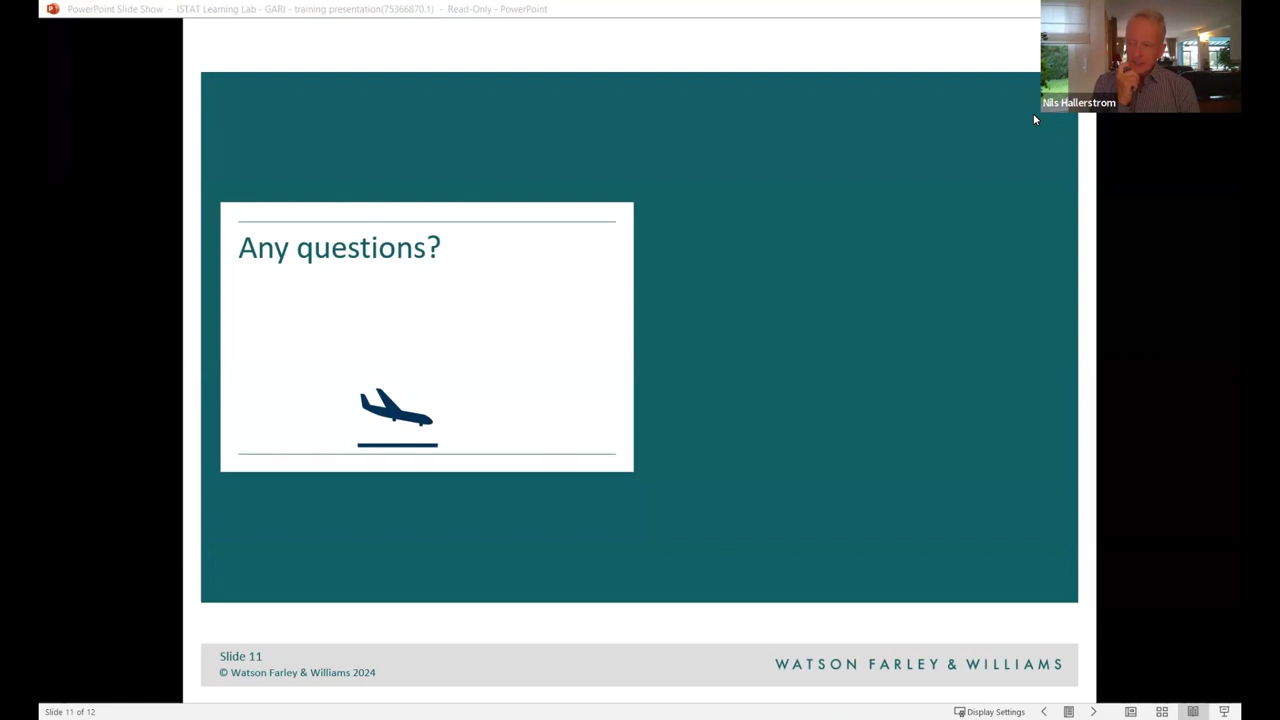 PowerPoint Slide Show - ISTAT Learning Lab - GARI - training presentation(75366870.1) - Read-Only - PowerPoint
Nils Hallerstrom
Any questions?
Slide 11
© Watson Farley & Williams 2024
WATSON FARLEY & WILLIAMS
Slide 11 of 12
Display Settings